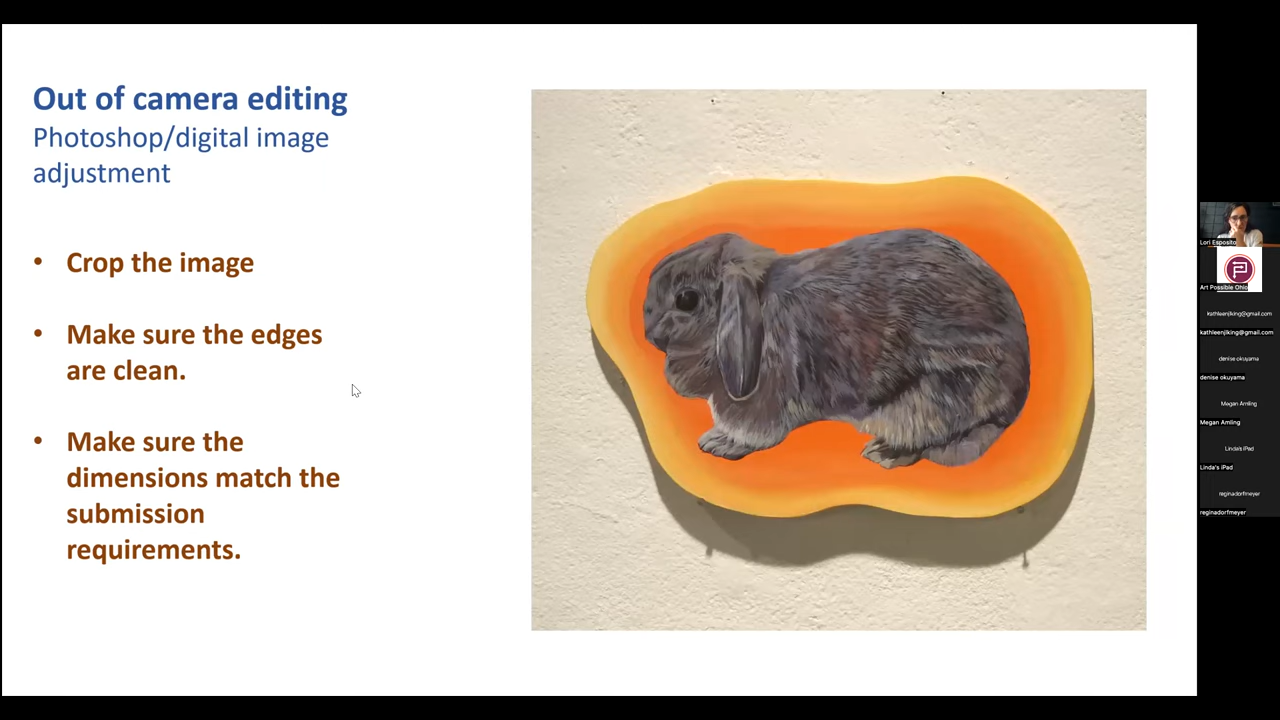 Out of camera editing
Photoshop/digital image
adjustment
• Crop the image
• Make sure the edges
are clean.
• Make sure the
dimensions match the
submission
requirements.
Lori Esposito
Art Possible Ohio
kathleenjlking@gmail.com
kathleenjlking@gmail.com
denise okuyama
denise okuyama
Megan Amling
Megan Amling
Linda's iPad
Linda's iPad
reginadorfmeyer
reginadorfmeyer